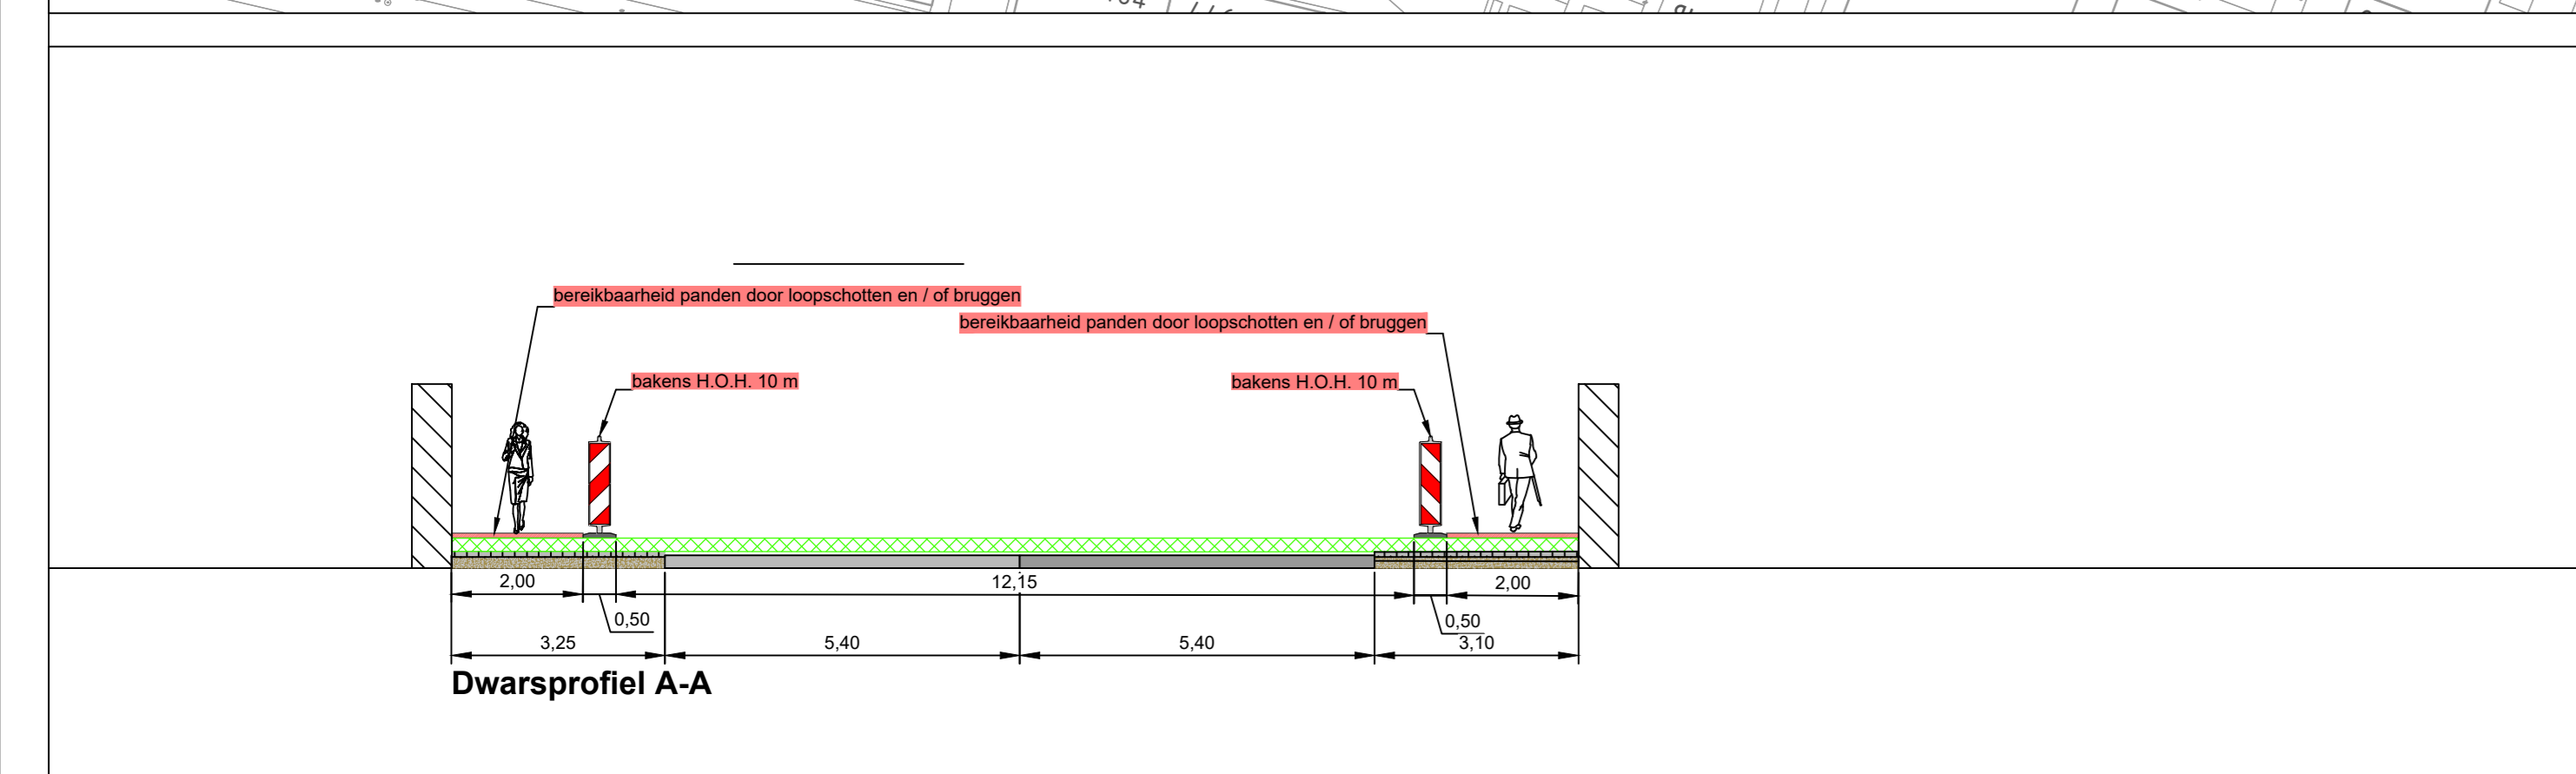 bereikbaarheid panden door loopschotten en / of bruggen
bereikbaarheid panden door loopschotten en / of bruggen
bakens H.O.H. 10 m
bakens H.O.H. 10 m
2,00
12,15
2,00
0,50
0,50
3,25
5,40
5,40
3,10
Dwarsprofiel A-A